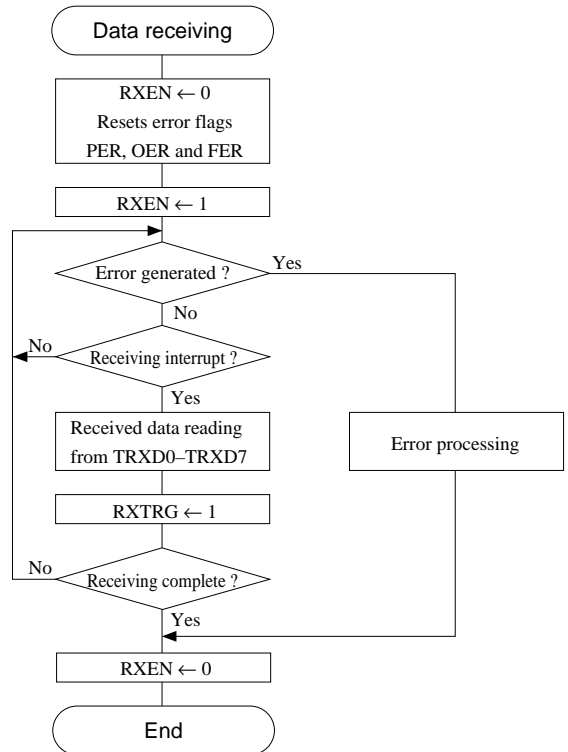 Data receiving
RXEN ← 0
Resets error flags
PER, OER and FER
RXEN ← 1
Error generated ?
Yes
No
Receiving interrupt ?
No
Yes
Received data reading
from TRXD0–TRXD7
Error processing
RXTRG ← 1
Receiving complete ?
No
Yes
RXEN ← 0
End